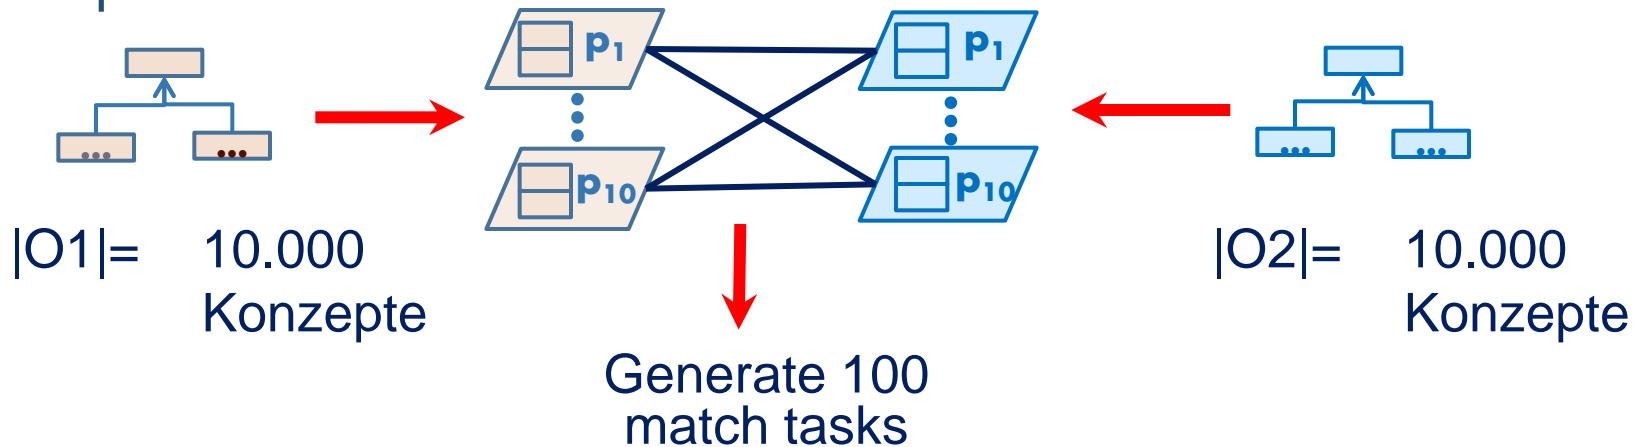 p1
p1
p10
p10
|O1|= 10.000
Konzepte
|O2|= 10.000
Konzepte
Generate 100
match tasks